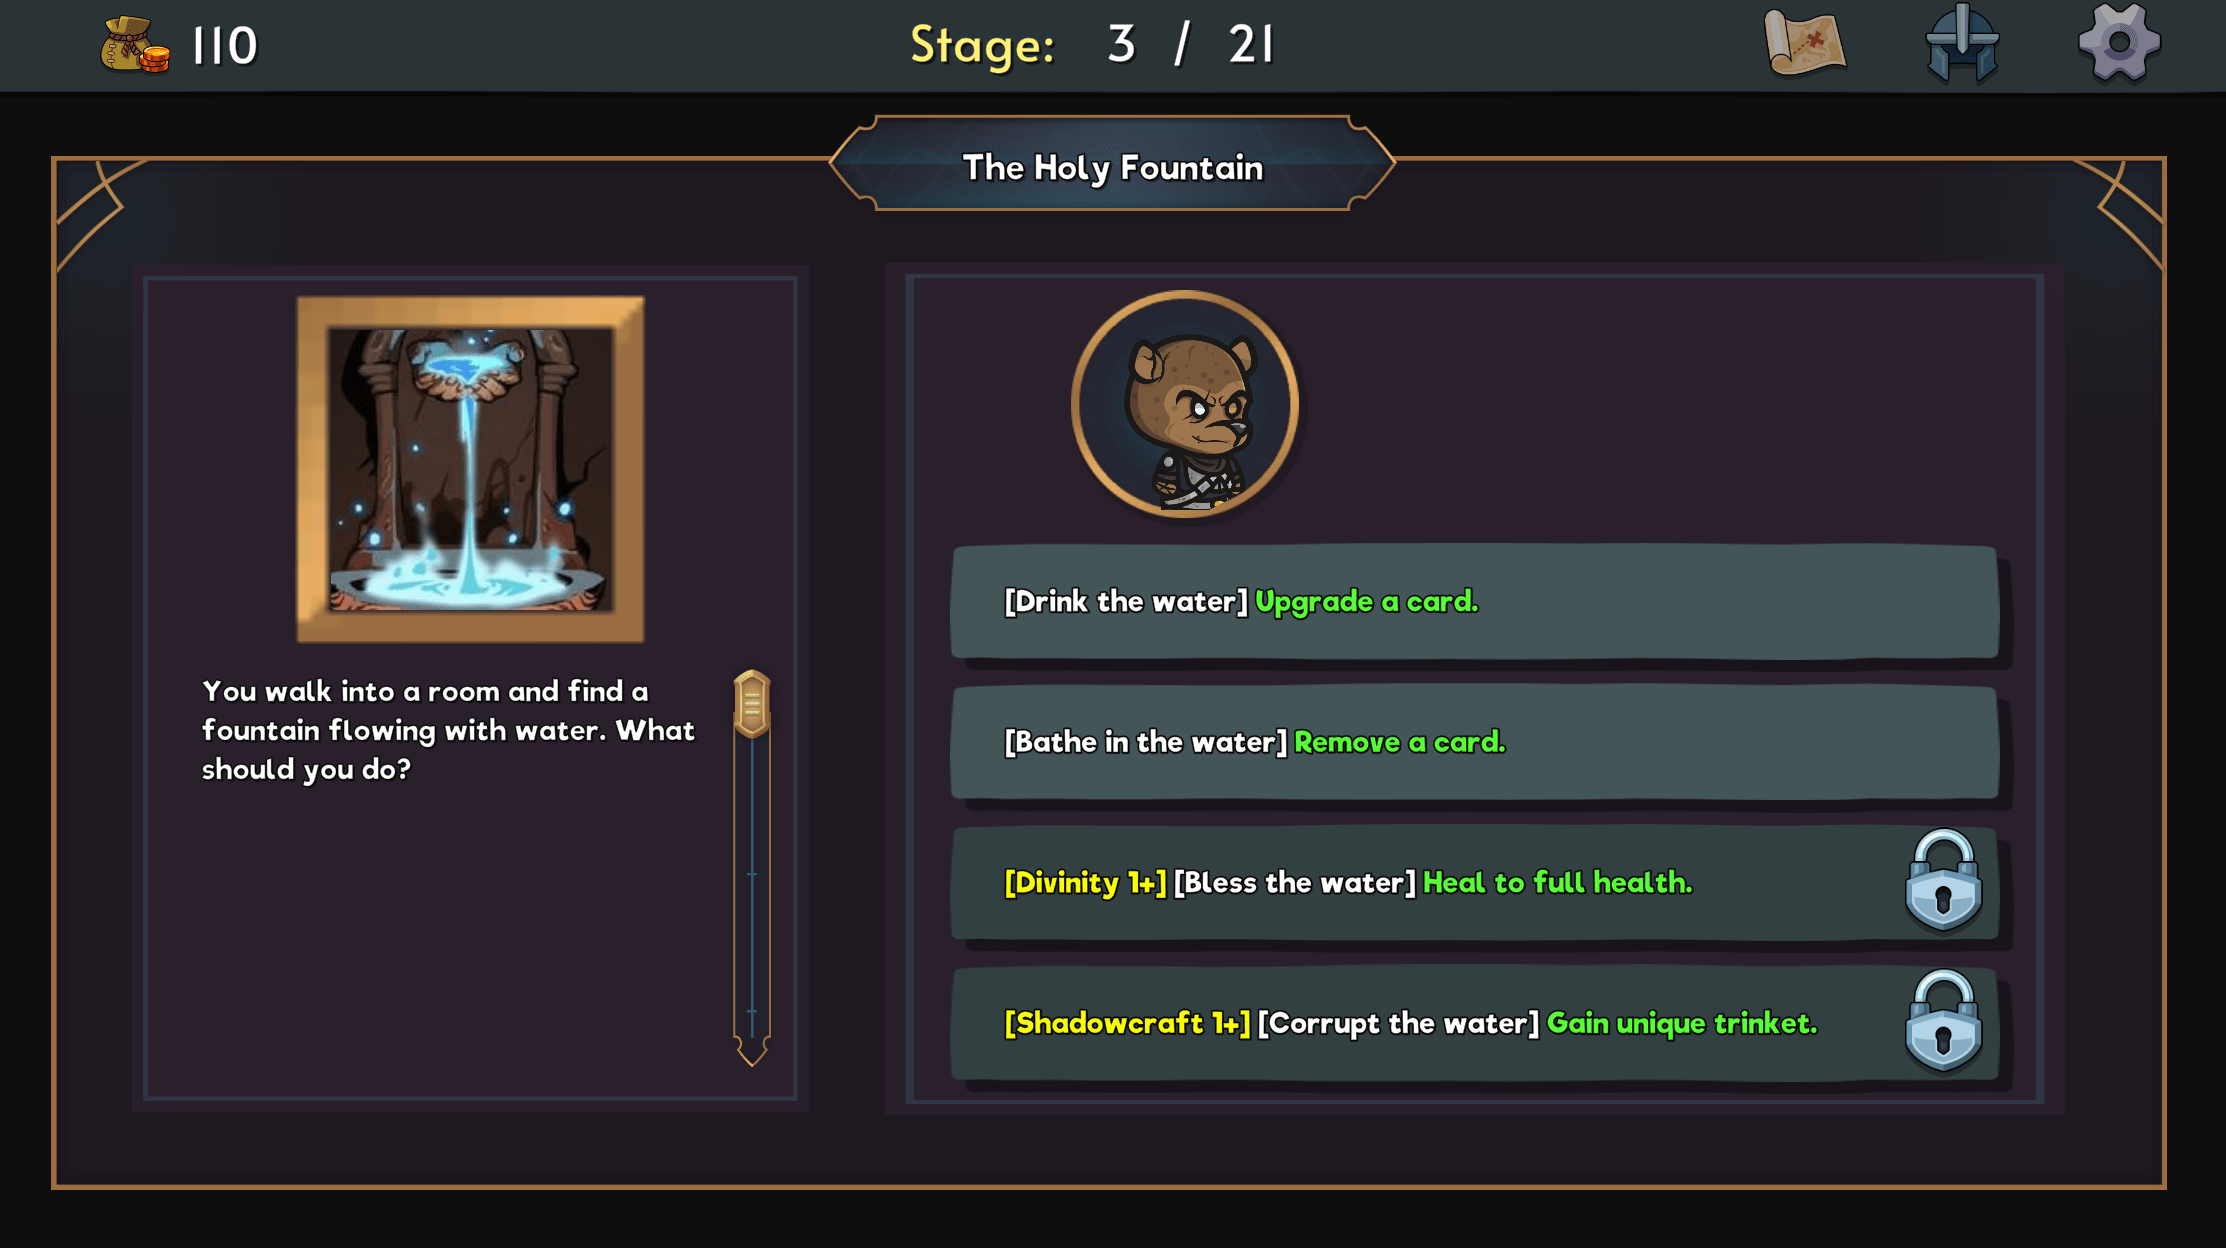 110
Stage: 3 / 21
The Holy Fountain
You walk into a room and find a
fountain flowing with water. What
should you do?
[Drink the water] Upgrade a card.
[Bathe in the water] Remove a card.
[Divinity 1+] [Bless the water] Heal to full health.
[Shadowcraft 1+] [Corrupt the water] Gain unique trinket.